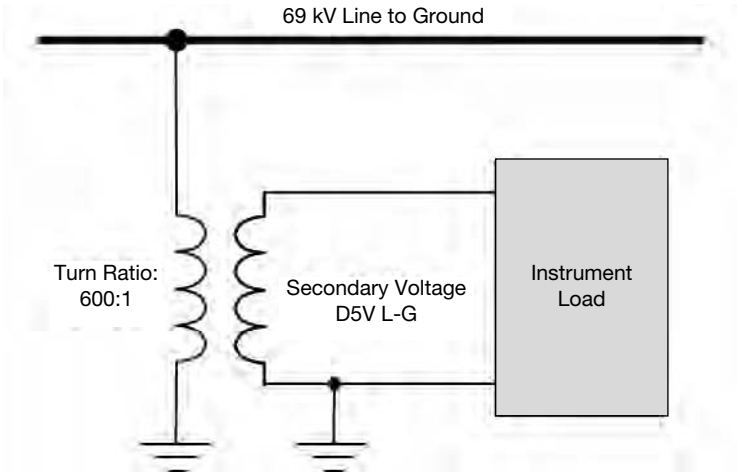 69 kV Line to Ground
Turn Ratio:
600:1
Secondary Voltage
D5V L-G
Instrument
Load